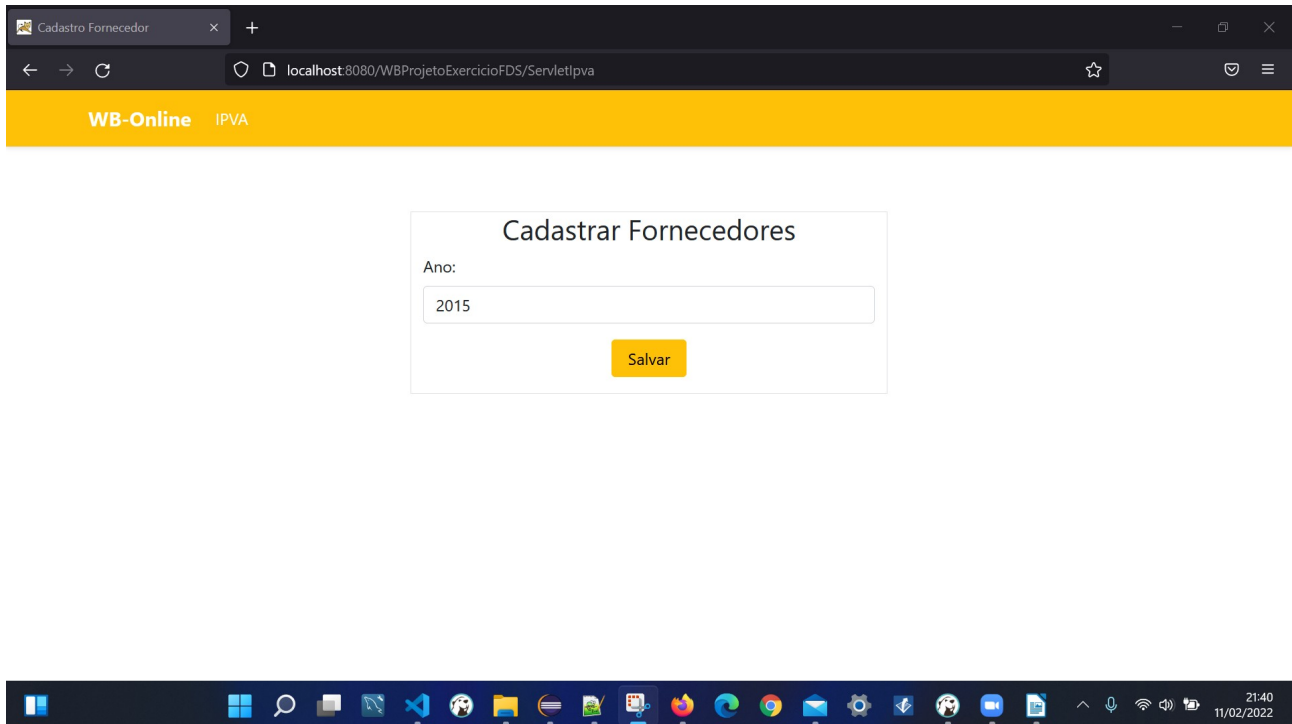 Cadastro Fornecedor
localhost:8080/WBProjetoExercicioFDS/ServletIpva
WB-Online IPVA
Cadastrar Fornecedores
Ano:
2015
Salvar
21:40
11/02/2022